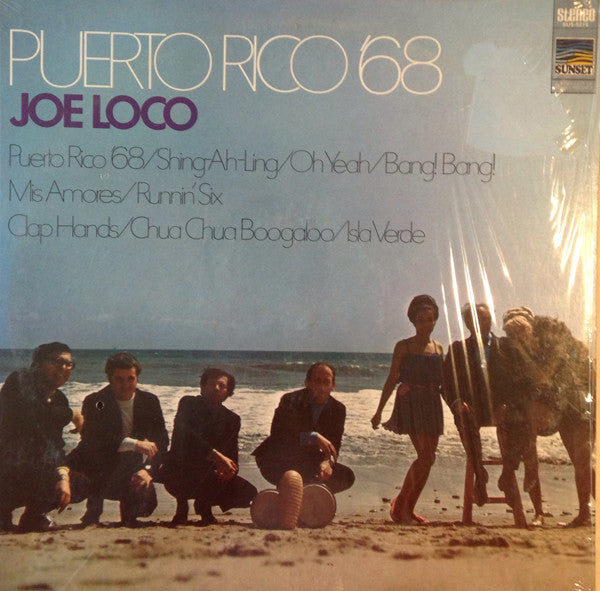 PUERTO RICO '68
JOE LOCO
Puerto Rico '68/Shing-Ah-Ling/Oh Yeah/Bang! Bang!
Mis Amores/Runnin' Six
Clap Hands/Chua Chua Boogaloo/Isla Verde
STEREO
SUNSET